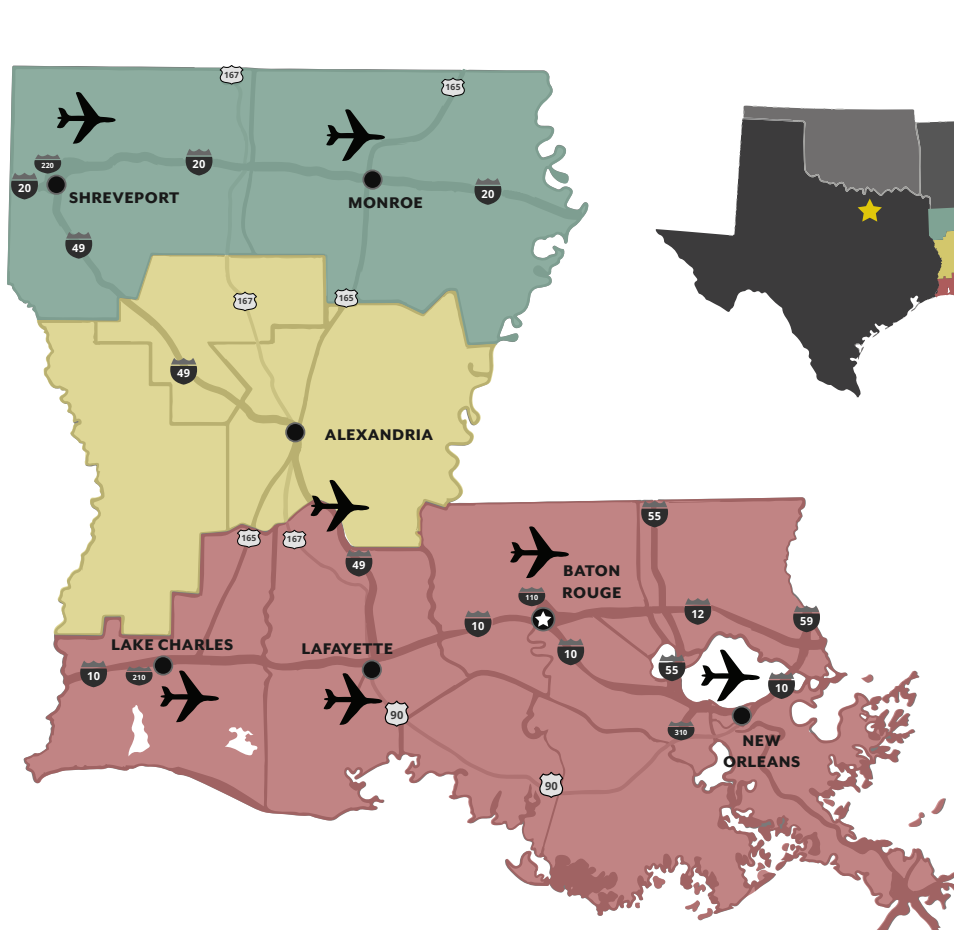 167
165
220
20
20
20
SHREVEPORT
MONROE
49
167
165
49
ALEXANDRIA
55
165
167
49
BATON
ROUGE
110
10
12
59
10
LAKE CHARLES
LAFAYETTE
10
210
55
10
90
310
NEW
ORLEANS
90